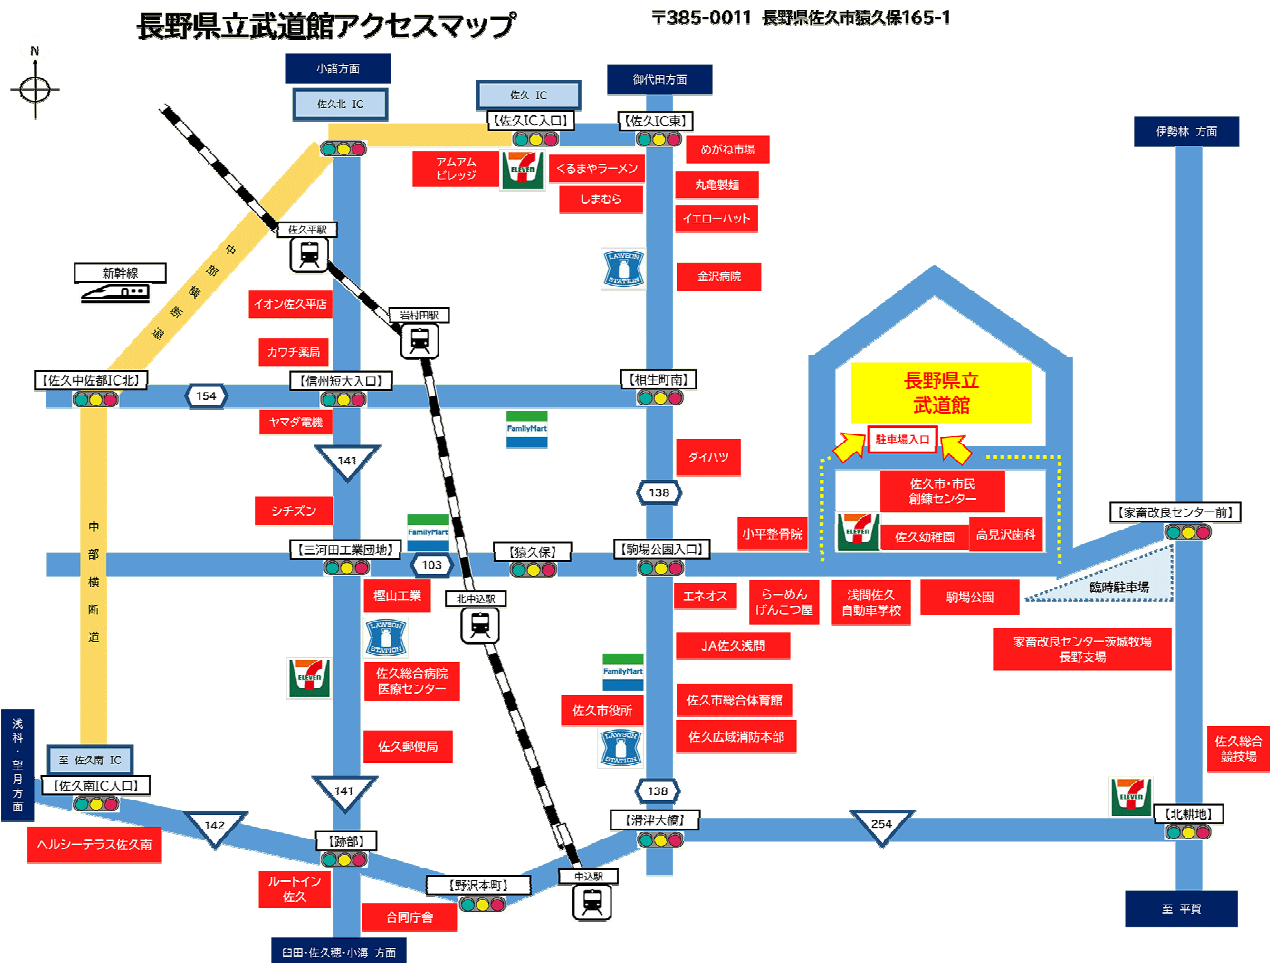 長野県立武道館アクセスマップ
〒385-0011 長野県佐久市猿久保165-1
N
小諸方面
佐久北 IC
佐久 IC
御代田方面
【佐久IC入口】
【佐久IC東】
伊勢林 方面
めがね市場
アムアム
ビレッジ
ELEVEN
くるまやラーメン
しまむら
丸亀製麺
イエローハット
佐久平駅
中部横断道
新幹線
LAWSON
STATION
金沢病院
イオン佐久平店
岩村田駅
カワチ薬局
【佐久中佐都IC北】
154
【信州短大入口】
【相生町南】
長野県立
武道館
ヤマダ電機
FamilyMart
駐車場入口
141
ダイハツ
138
佐久市・市民
創錬センター
シチズン
FamilyMart
小平整骨院
ELEVEN
佐久幼稚園
高見沢歯科
【家畜改良センター前】
中部横断道
【三河田工業団地】
103
【猿久保】
【駒場公園入口】
樫山工業
北中込駅
エネオス
らーめん
げんこつ屋
浅間佐久
自動車学校
駒場公園
臨時駐車場
LAWSON
STATION
JA佐久浅間
家畜改良センター茨城牧場
長野支場
ELEVEN
佐久総合病院
医療センター
FamilyMart
佐久市役所
佐久市総合体育館
佐久広域消防本部
LAWSON
STATION
佐久郵便局
佐久総合
競技場
浅科・望月方面
至 佐久南 IC
【佐久南IC入口】
141
138
ELEVEN
142
【跡部】
【滑津大橋】
254
【北耕地】
ヘルシーテラス佐久南
ルートイン
佐久
【野沢本町】
中込駅
合同庁舎
至 平賀
臼田・佐久穂・小海 方面